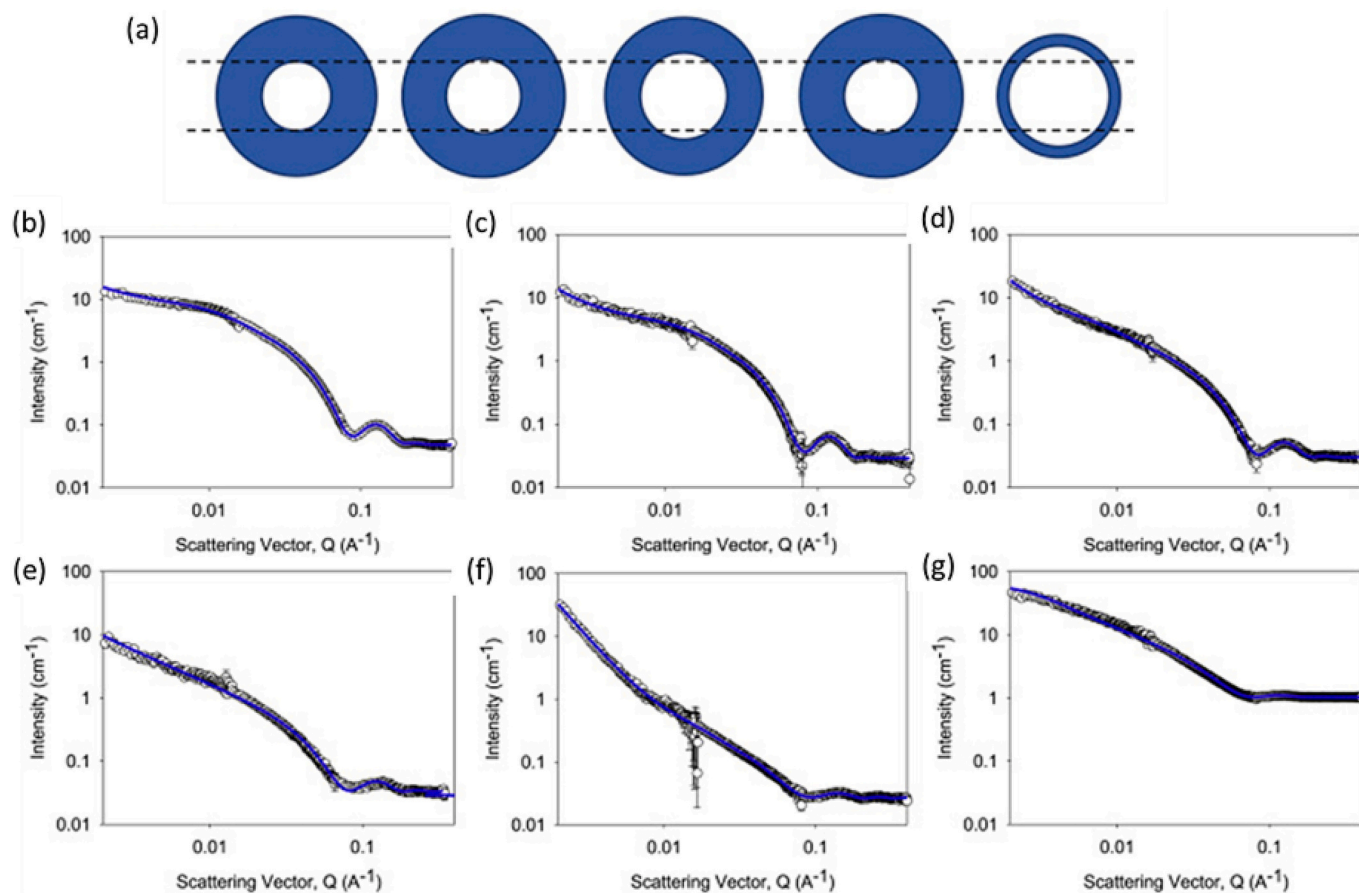 (a)
(b)
100
10
1
0.1
0.01
Intensity (cm-1)
0.01
0.1
Scattering Vector, Q (A-1)
(c)
100
10
1
0.1
0.01
Intensity (cm-1)
0.01
0.1
Scattering Vector, Q (A-1)
(d)
100
10
1
0.1
0.01
Intensity (cm-1)
0.01
0.1
Scattering Vector, Q (A-1)
(e)
100
10
1
0.1
0.01
Intensity (cm-1)
0.01
0.1
Scattering Vector, Q (A-1)
(f)
100
10
1
0.1
0.01
Intensity (cm-1)
0.01
0.1
Scattering Vector, Q (A-1)
(g)
100
10
1
0.1
0.01
Intensity (cm-1)
0.01
0.1
Scattering Vector, Q (A-1)